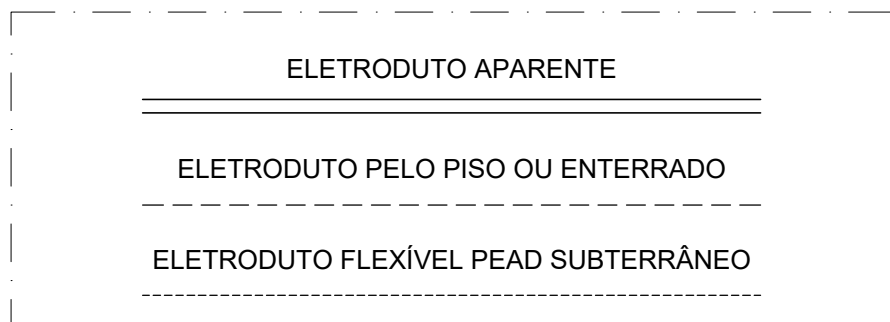 ELETRODUTO APARENTE
ELETRODUTO PELO PISO OU ENTERRADO
ELETRODUTO FLEXÍVEL PEAD SUBTERRÂNEO